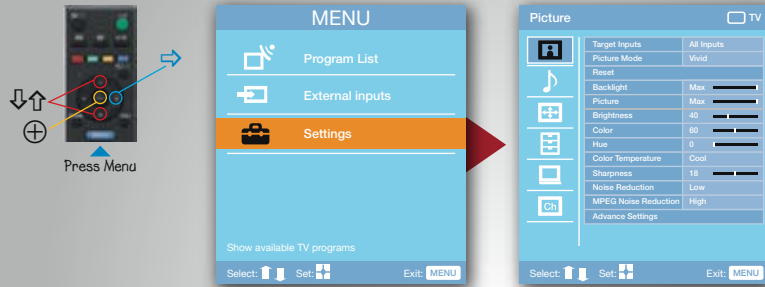 Press Menu
MENU
Program List
External inputs
Settings
Show available TV programs
Select: Set: Exit: MENU
Picture TV
Target Inputs All Inputs
Picture Mode Vivid
Reset
Backlight Max
Picture Max
Brightness 40
Color 60
Hue 0
Color Temperature Cool
Sharpness 18
Noise Reduction Low
MPEG Noise Reduction High
Advance Settings
Ch
Select: Set: Exit: MENU